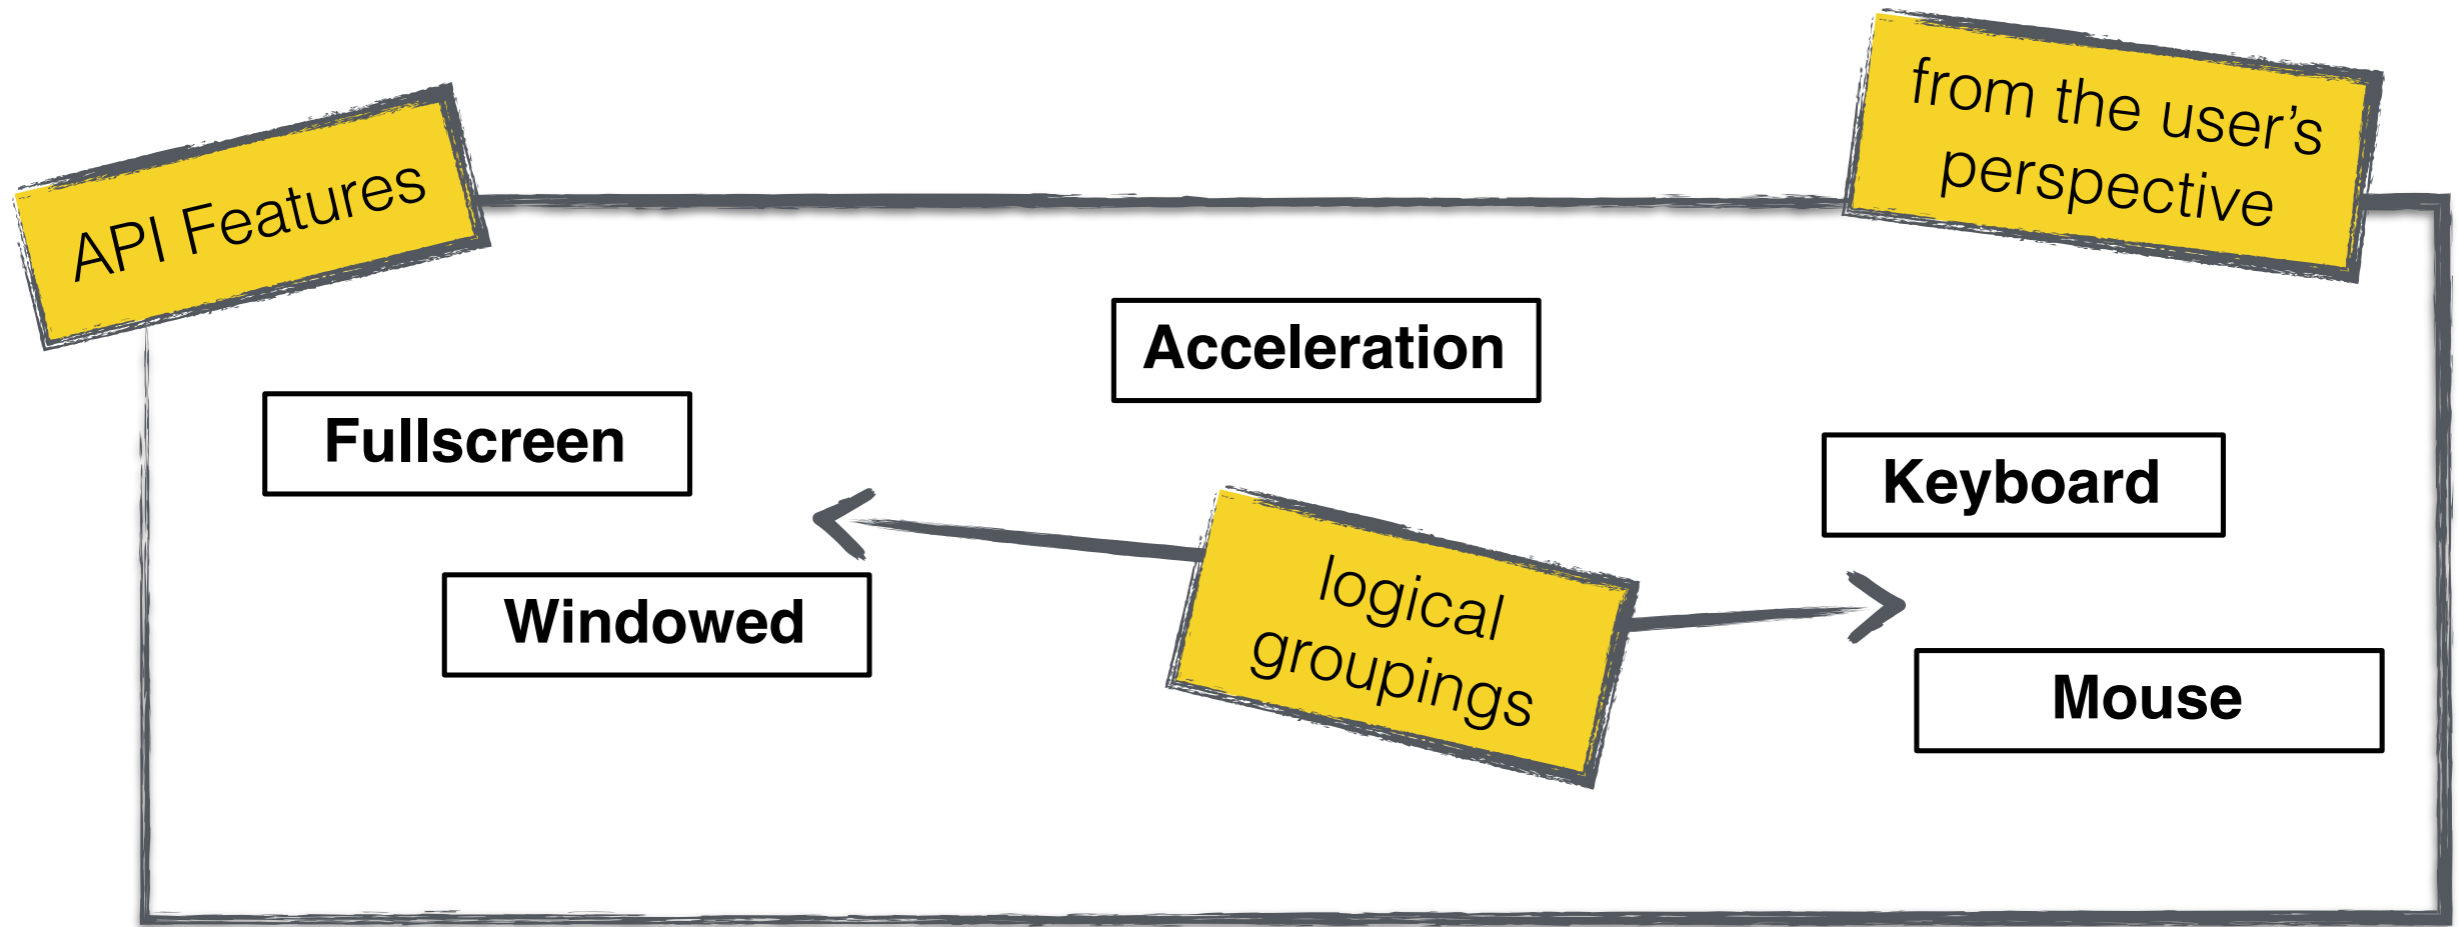 API Features
from the user’s
perspective
Acceleration
Fullscreen
Keyboard
Windowed
logical
groupings
Mouse